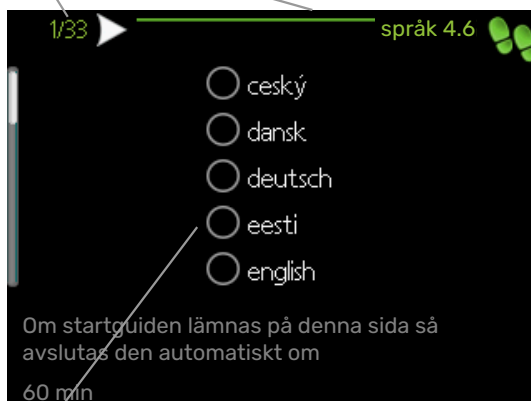 1/33
språk 4.6
ceský
dansk
deutsch
eesti
english
Om startguiden lämnas på denna sida så
avslutas den automatiskt om
60 min